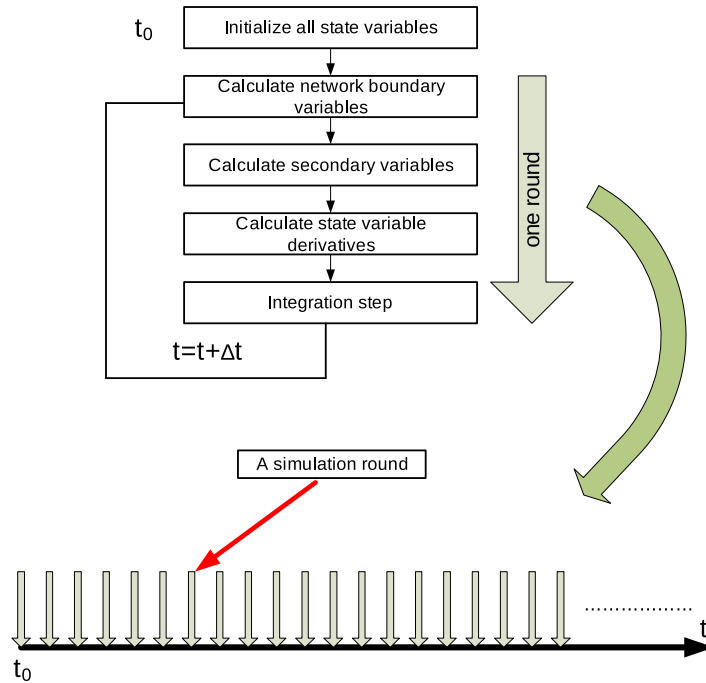 t0
Initialize all state variables
Calculate network boundary
variables
Calculate secondary variables
Calculate state variable
derivatives
Integration step
one round
t=t+Δt
A simulation round
t
t0